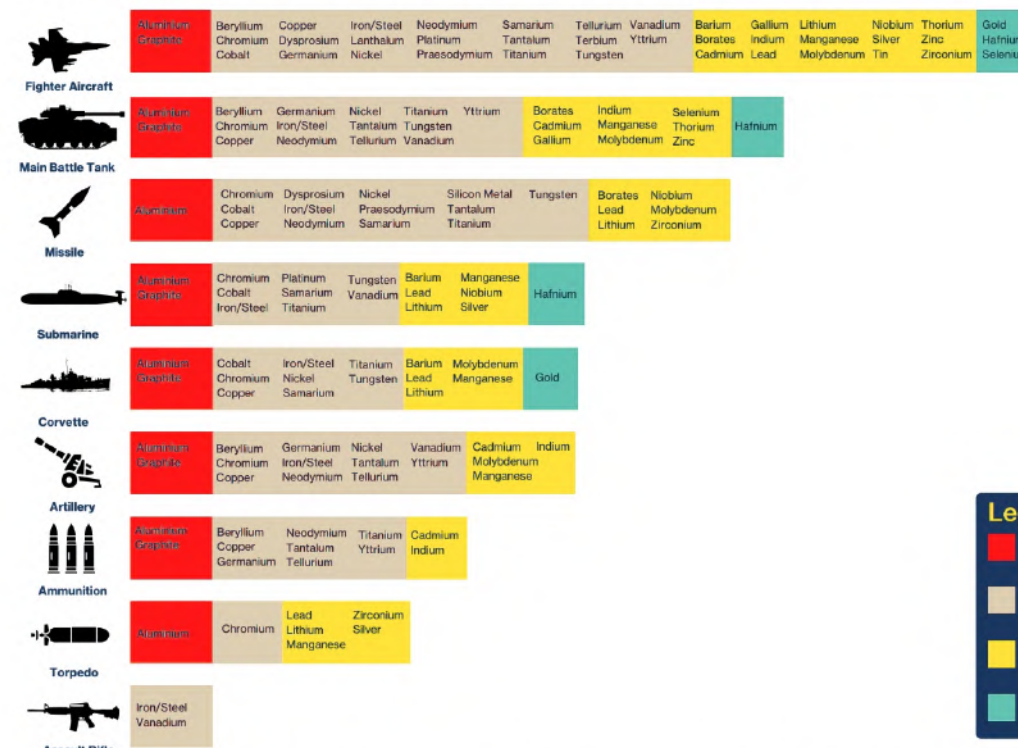 Aluminium
Graphite
Beryllium Copper Iron/Steel Neodymium Samarium Tellurium Vanadium
Chromium Dysprosium Lanthalum Platinum Tantalum Terbium Yttrium
Cobalt Germanium Nickel Praesodymium Titanium Tungsten
Barium Gallium Lithium Niobium Thorium
Borates Indium Manganese Silver Zinc
Cadmium Lead Molybdenum Tin Zirconium
Gold
Hafnium
Selenium
Fighter Aircraft
Aluminium
Graphite
Beryllium Germanium Nickel Titanium Yttrium
Chromium Iron/Steel Tantalum Tungsten
Copper Neodymium Tellurium Vanadium
Borates Indium Selenium
Cadmium Manganese Thorium
Gallium Molybdenum Zinc
Hafnium
Main Battle Tank
Aluminium
Chromium Dysprosium Nickel Silicon Metal Tungsten
Cobalt Iron/Steel Praesodymium Tantalum
Copper Neodymium Samarium Titanium
Borates Niobium
Lead Molybdenum
Lithium Zirconium
Missile
Aluminium
Graphite
Chromium Platinum Tungsten
Cobalt Samarium Vanadium
Iron/Steel Titanium
Barium Manganese
Lead Niobium
Lithium Silver
Hafnium
Submarine
Aluminium
Graphite
Cobalt Iron/Steel Titanium
Chromium Nickel Tungsten
Copper Samarium
Barium Molybdenum
Lead Manganese
Lithium
Gold
Corvette
Aluminium
Graphite
Beryllium Germanium Nickel Vanadium
Chromium Iron/Steel Tantalum Yttrium
Copper Neodymium Tellurium
Cadmium Indium
Molybdenum
Manganese
Artillery
Aluminium
Graphite
Beryllium Neodymium Titanium
Copper Tantalum Yttrium
Germanium Tellurium
Cadmium
Indium
Ammunition
Aluminium
Chromium
Lead Zirconium
Lithium Silver
Manganese
Torpedo
Iron/Steel
Vanadium
Le